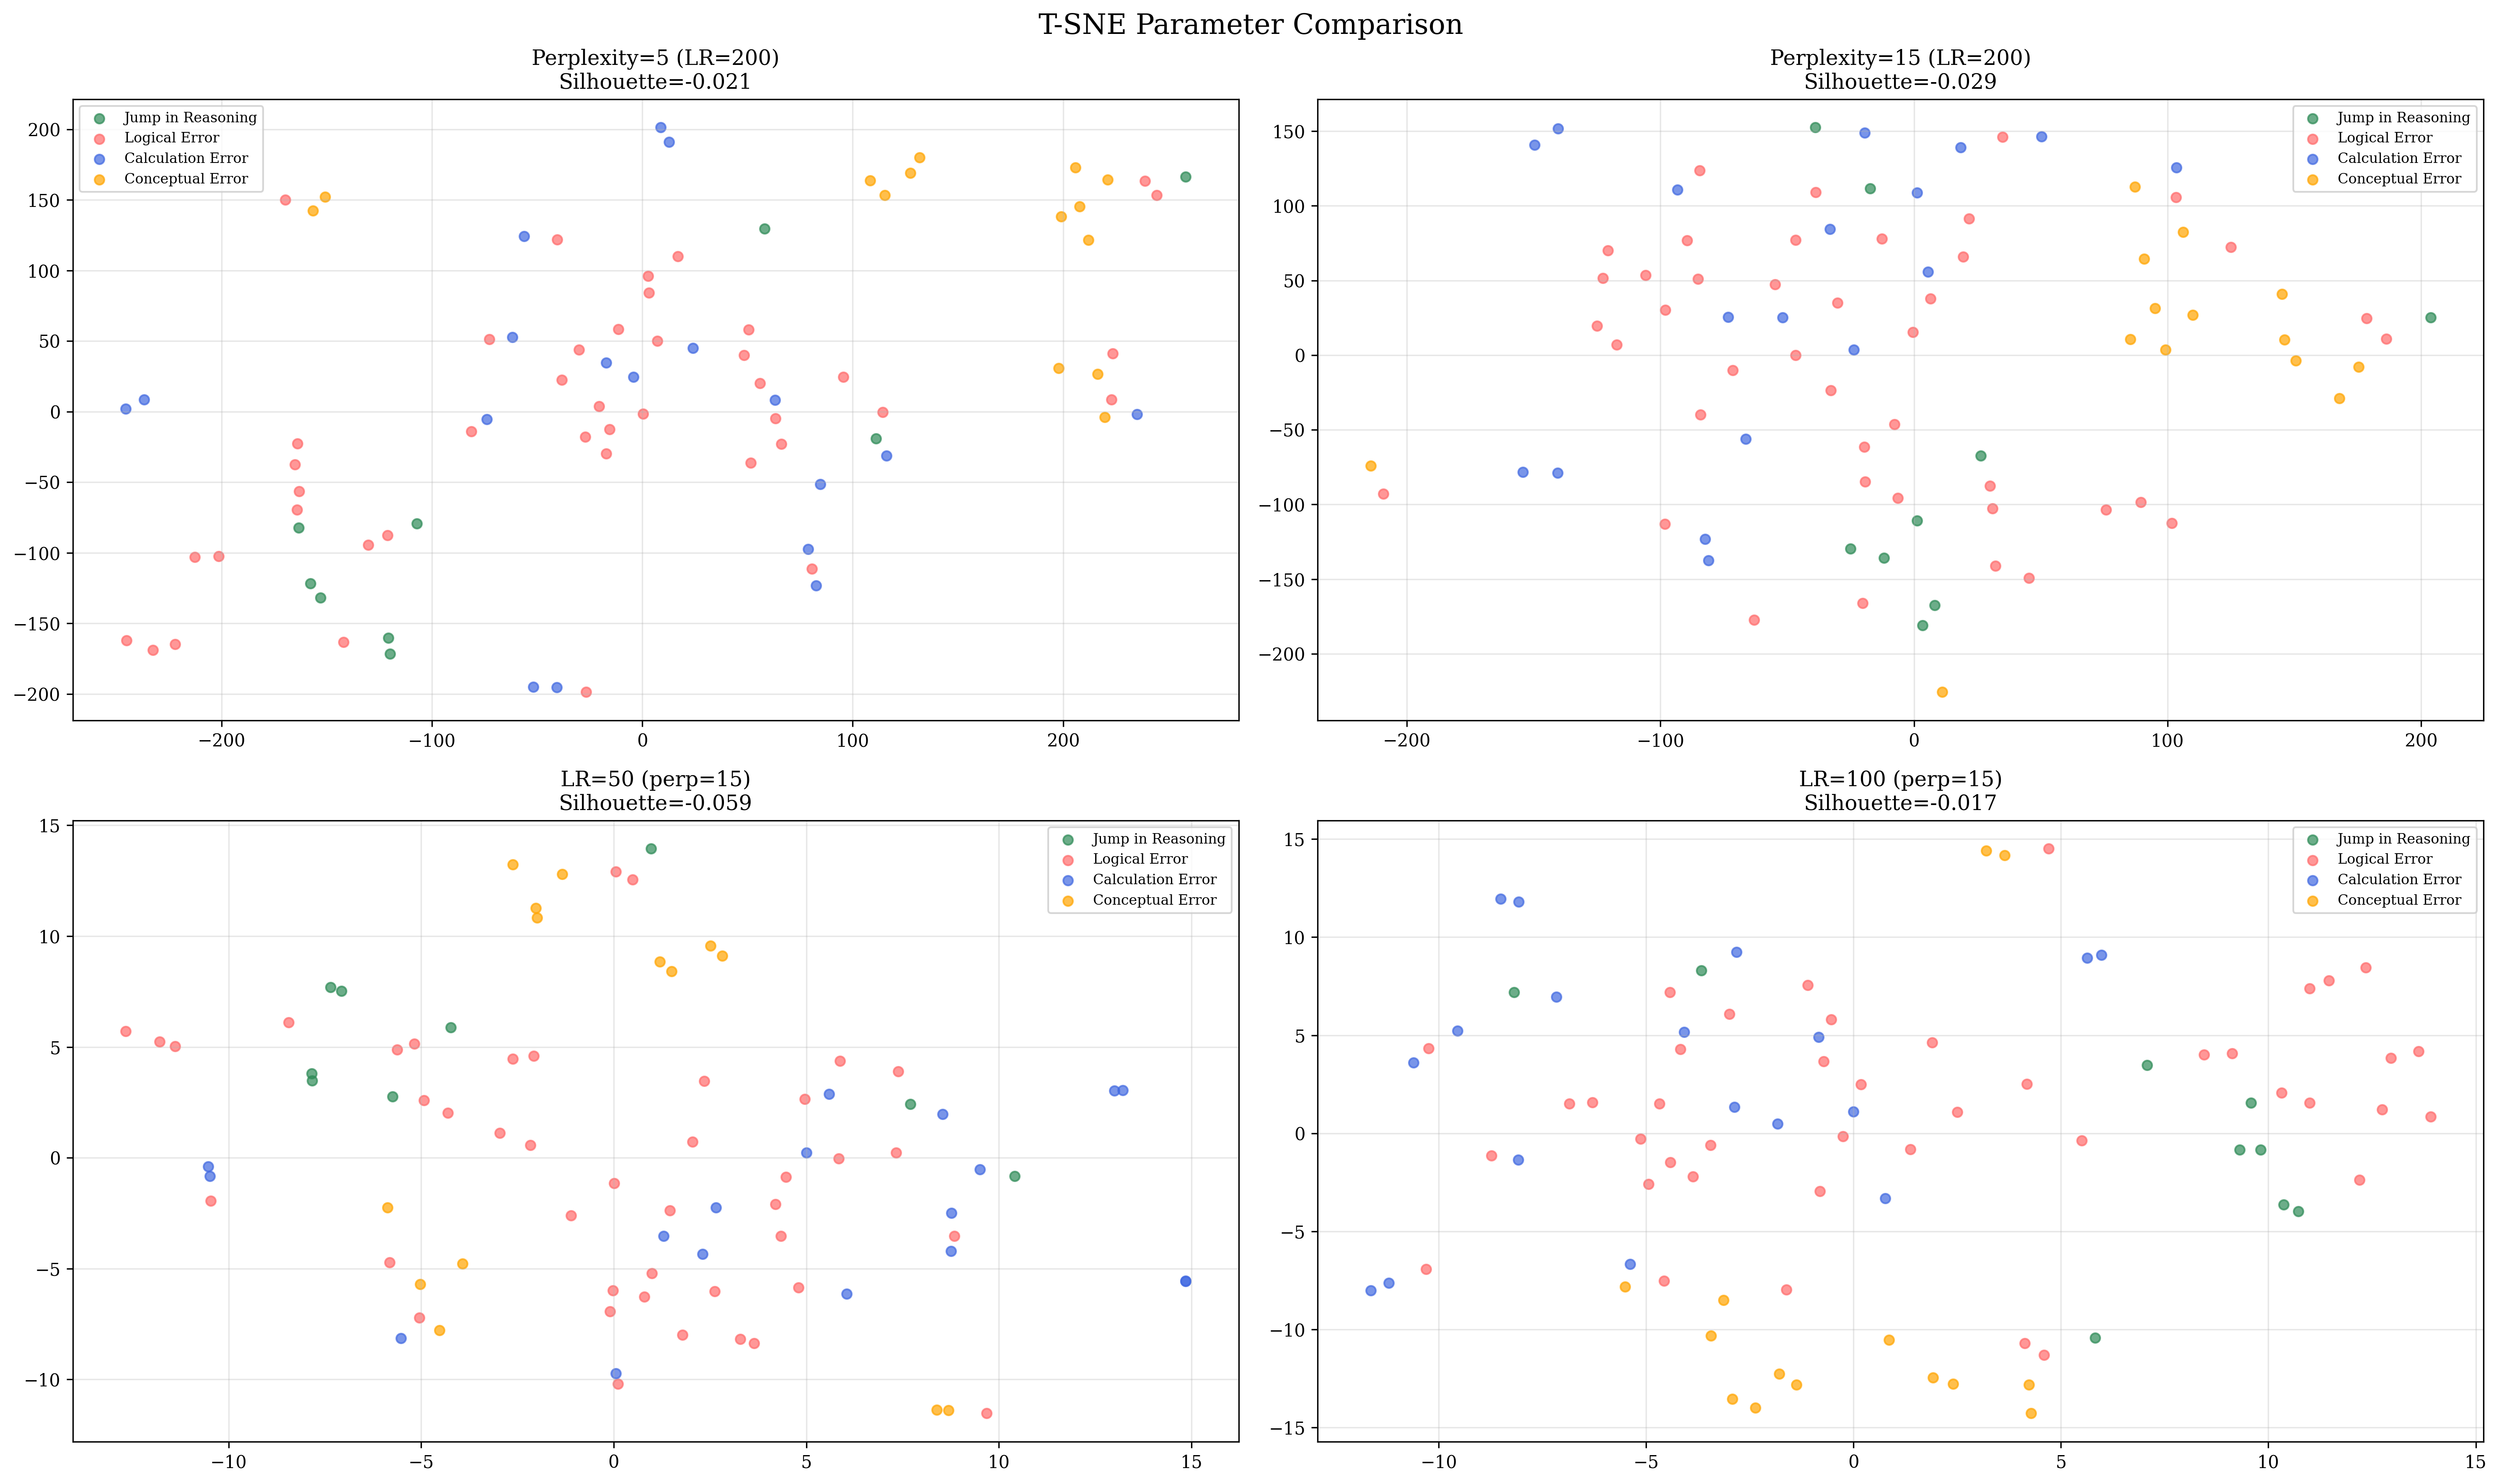 T-SNE Parameter Comparison
Perplexity=5 (LR=200)
Silhouette=-0.021
Jump in Reasoning
Logical Error
Calculation Error
Conceptual Error
200
150
100
50
0
−50
−100
−150
−200
−200
−100
0
100
200
Perplexity=15 (LR=200)
Silhouette=-0.029
Jump in Reasoning
Logical Error
Calculation Error
Conceptual Error
150
100
50
0
−50
−100
−150
−200
−200
−100
0
100
200
LR=50 (perp=15)
Silhouette=-0.059
Jump in Reasoning
Logical Error
Calculation Error
Conceptual Error
15
10
5
0
−5
−10
−10
−5
0
5
10
15
LR=100 (perp=15)
Silhouette=-0.017
Jump in Reasoning
Logical Error
Calculation Error
Conceptual Error
15
10
5
0
−5
−10
−15
−10
−5
0
5
10
15